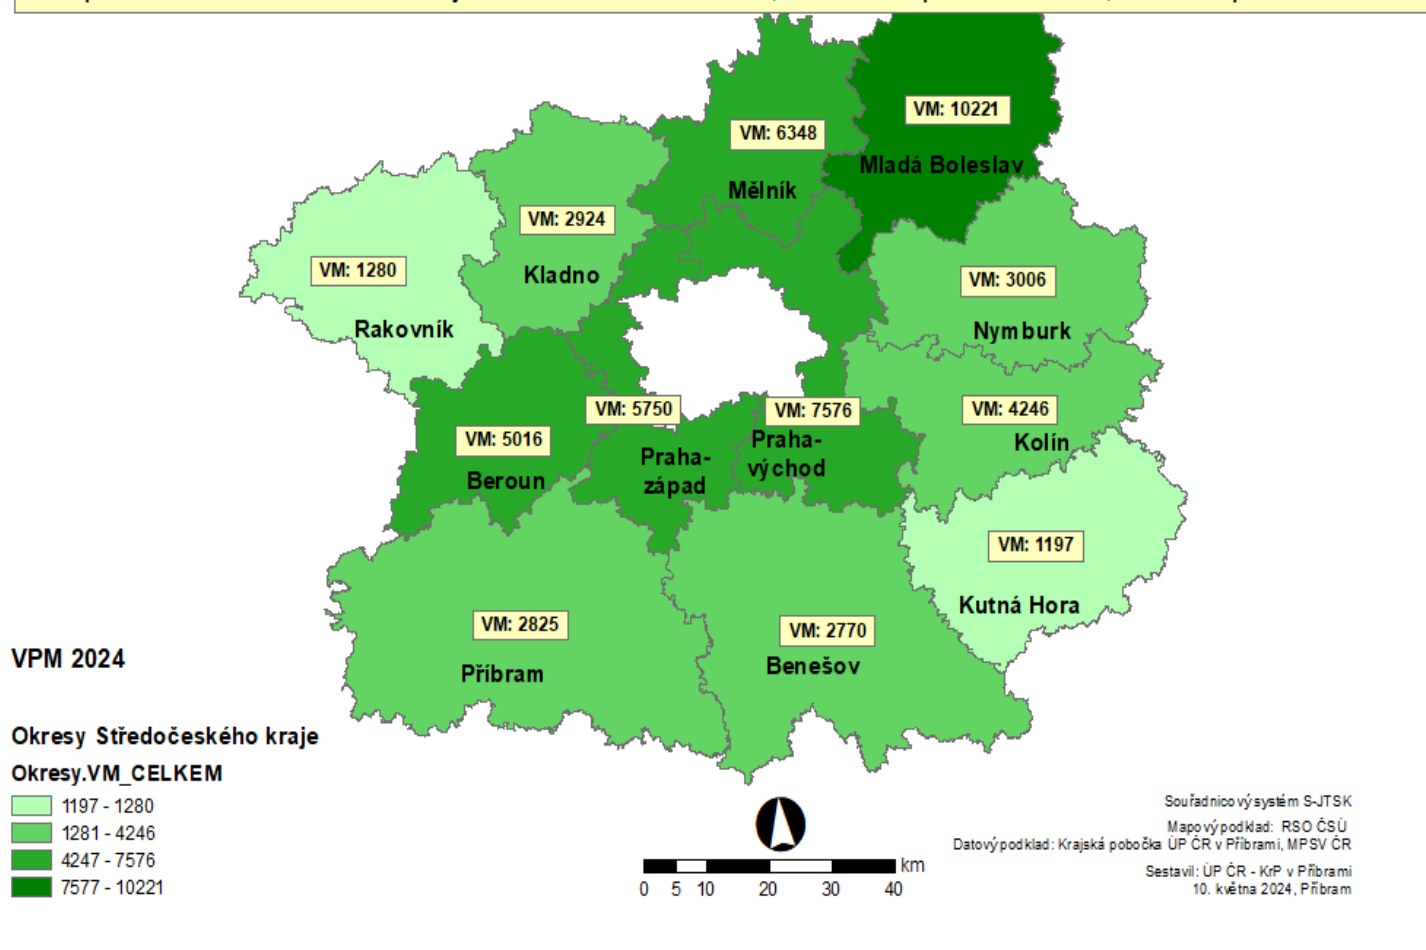 VM: 10221
Mladá Boleslav
VM: 6348
Mělník
VM: 2924
Kladno
VM: 1280
Rakovník
VM: 3006
Nymburk
VM: 5750
VM: 7576
VM: 4246
Kolín
VM: 5016
Beroun
Praha-
západ
Praha-
východ
VM: 1197
Kutná Hora
VM: 2825
Příbram
VM: 2770
Benešov
VPM 2024
Okresy Středočeského kraje
Okresy.VM_CELKEM
1197 - 1280
1281 - 4246
4247 - 7576
7577 - 10221
km
0 5 10 20 30 40
Souřadnicový systém S-JTSK
Mapový podklad: RSO ČSÚ
Datový podklad: Krajská pobočka ÚP ČR v Příbrami, MPSV ČR
Sestavil: ÚP ČR - KrP v Příbrami
10. května 2024, Příbram